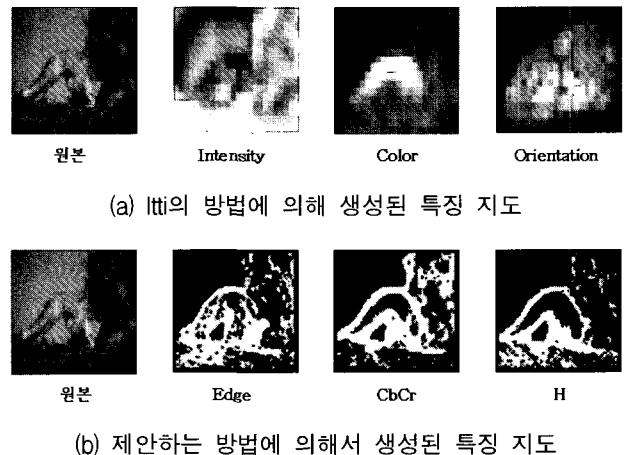 원본 Intensity Color Orientation
(a) Itti의 방법에 의해 생성된 특징 지도
원본 Edge CbCr H
(b) 제안하는 방법에 의해서 생성된 특징 지도